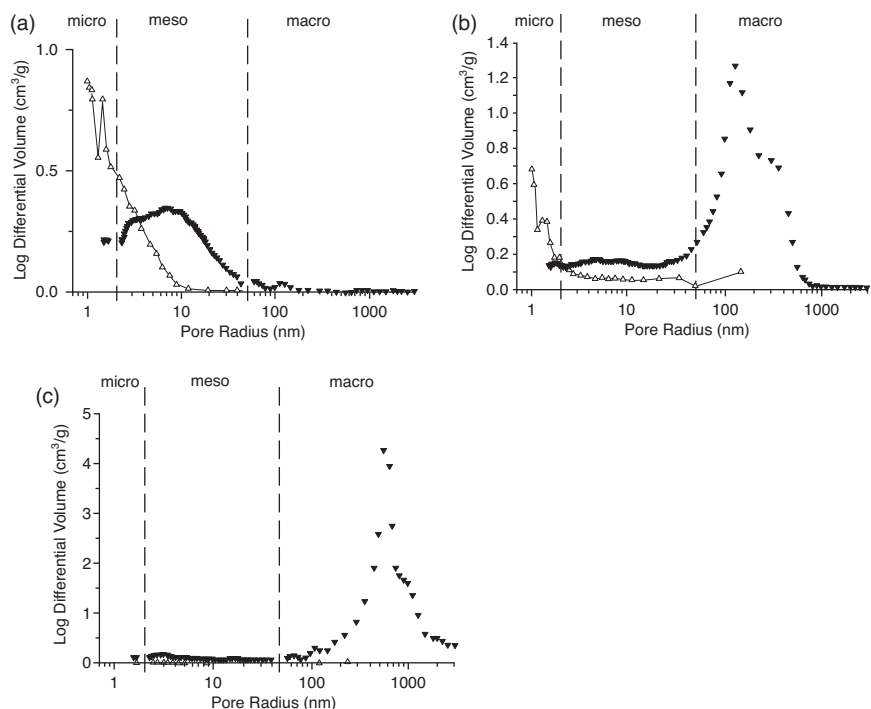 (a)
micro
meso
macro
1.0
0.5
0.0
Log Differential Volume (cm³/g)
1
10
100
1000
Pore Radius (nm)
(b)
micro
meso
macro
1.4
1.2
1.0
0.8
0.6
0.4
0.2
0.0
Log Differential Volume (cm³/g)
1
10
100
1000
Pore Radius (nm)
(c)
micro
meso
macro
5
4
3
2
1
0
Log Differential Volume (cm³/g)
1
10
100
1000
Pore Radius (nm)